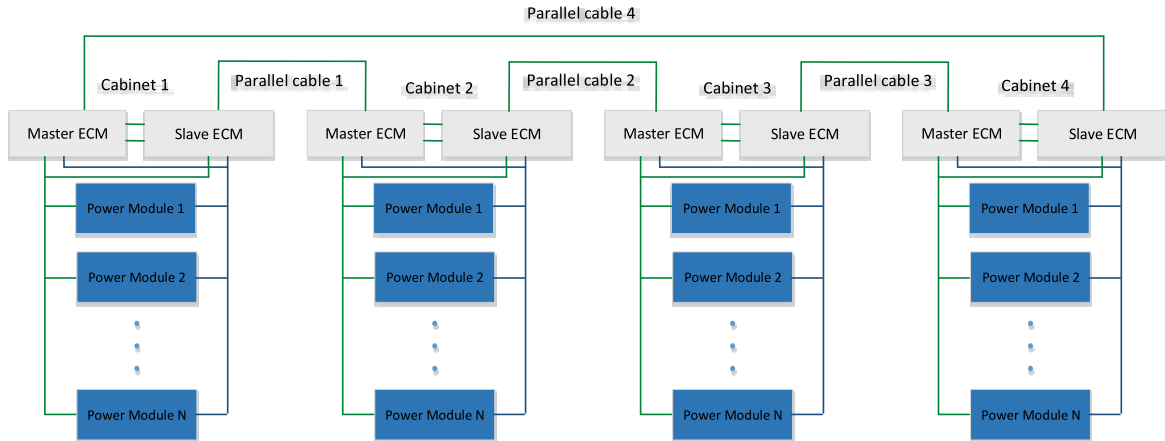 Parallel cable 4
Cabinet 1
Parallel cable 1
Cabinet 2
Parallel cable 2
Cabinet 3
Parallel cable 3
Cabinet 4
Master ECM
Slave ECM
Master ECM
Slave ECM
Master ECM
Slave ECM
Master ECM
Slave ECM
Power Module 1
Power Module 1
Power Module 1
Power Module 1
Power Module 2
Power Module 2
Power Module 2
Power Module 2
Power Module N
Power Module N
Power Module N
Power Module N